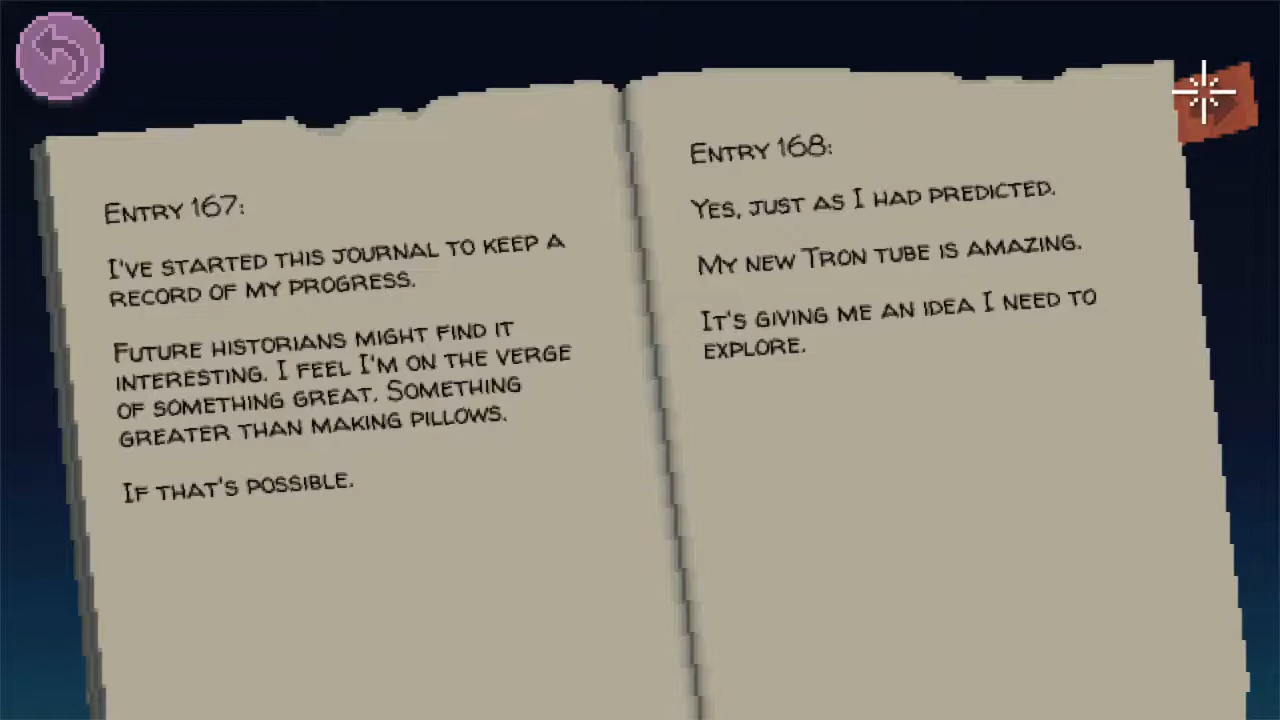 Entry 167:
I've started this journal to keep a
record of my progress.
Future historians might find it
interesting. I feel I'm on the verge
of something great. Something
greater than making pillows.
If that's possible.
Entry 168:
Yes, just as I had predicted.
My new Tron tube is amazing.
It's giving me an idea I need to
explore.